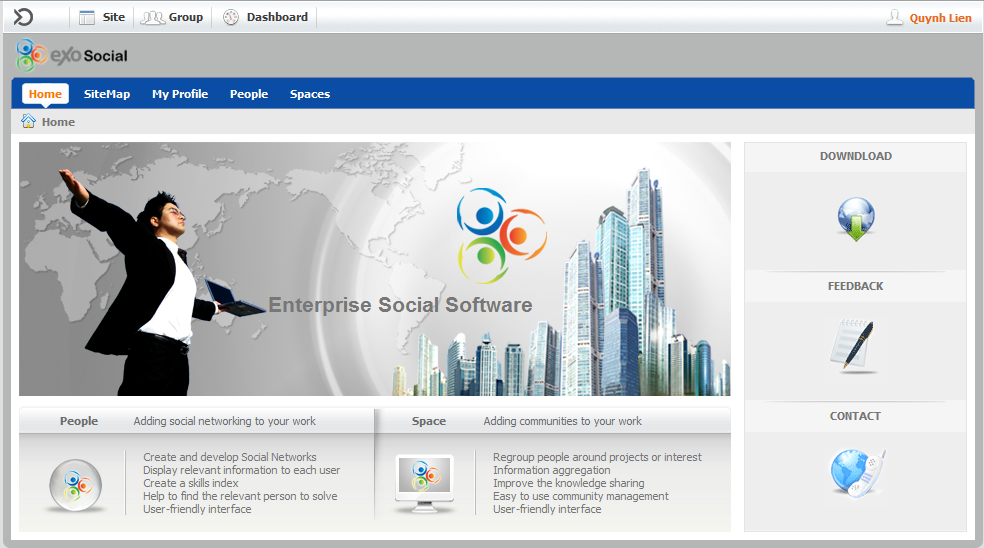 Site Group Dashboard Quynh Lien
eXo Social
Home SiteMap My Profile People Spaces
Home
Enterprise Social Software
DOWNDLOAD
FEEDBACK
CONTACT
People Adding social networking to your work
Create and develop Social Networks
Display relevant information to each user
Create a skills index
Help to find the relevant person to solve
User-friendly interface
Space Adding communities to your work
Regroup people around projects or interest
Information aggregation
Improve the knowledge sharing
Easy to use community management
User-friendly interface